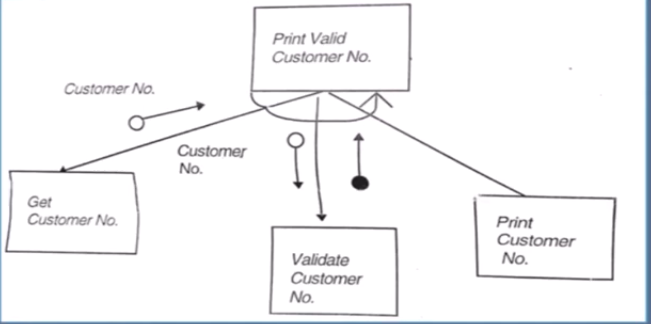 Print Valid
Customer No.
Customer No.
Customer
No.
Get
Customer No.
Validate
Customer
No.
Print
Customer
No.